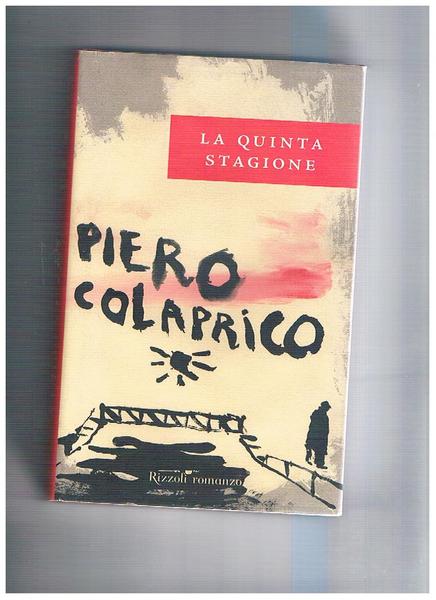 LA QUINTA
STAGIONE
PIERO
COLAPRICO
Rizzoli romanzo